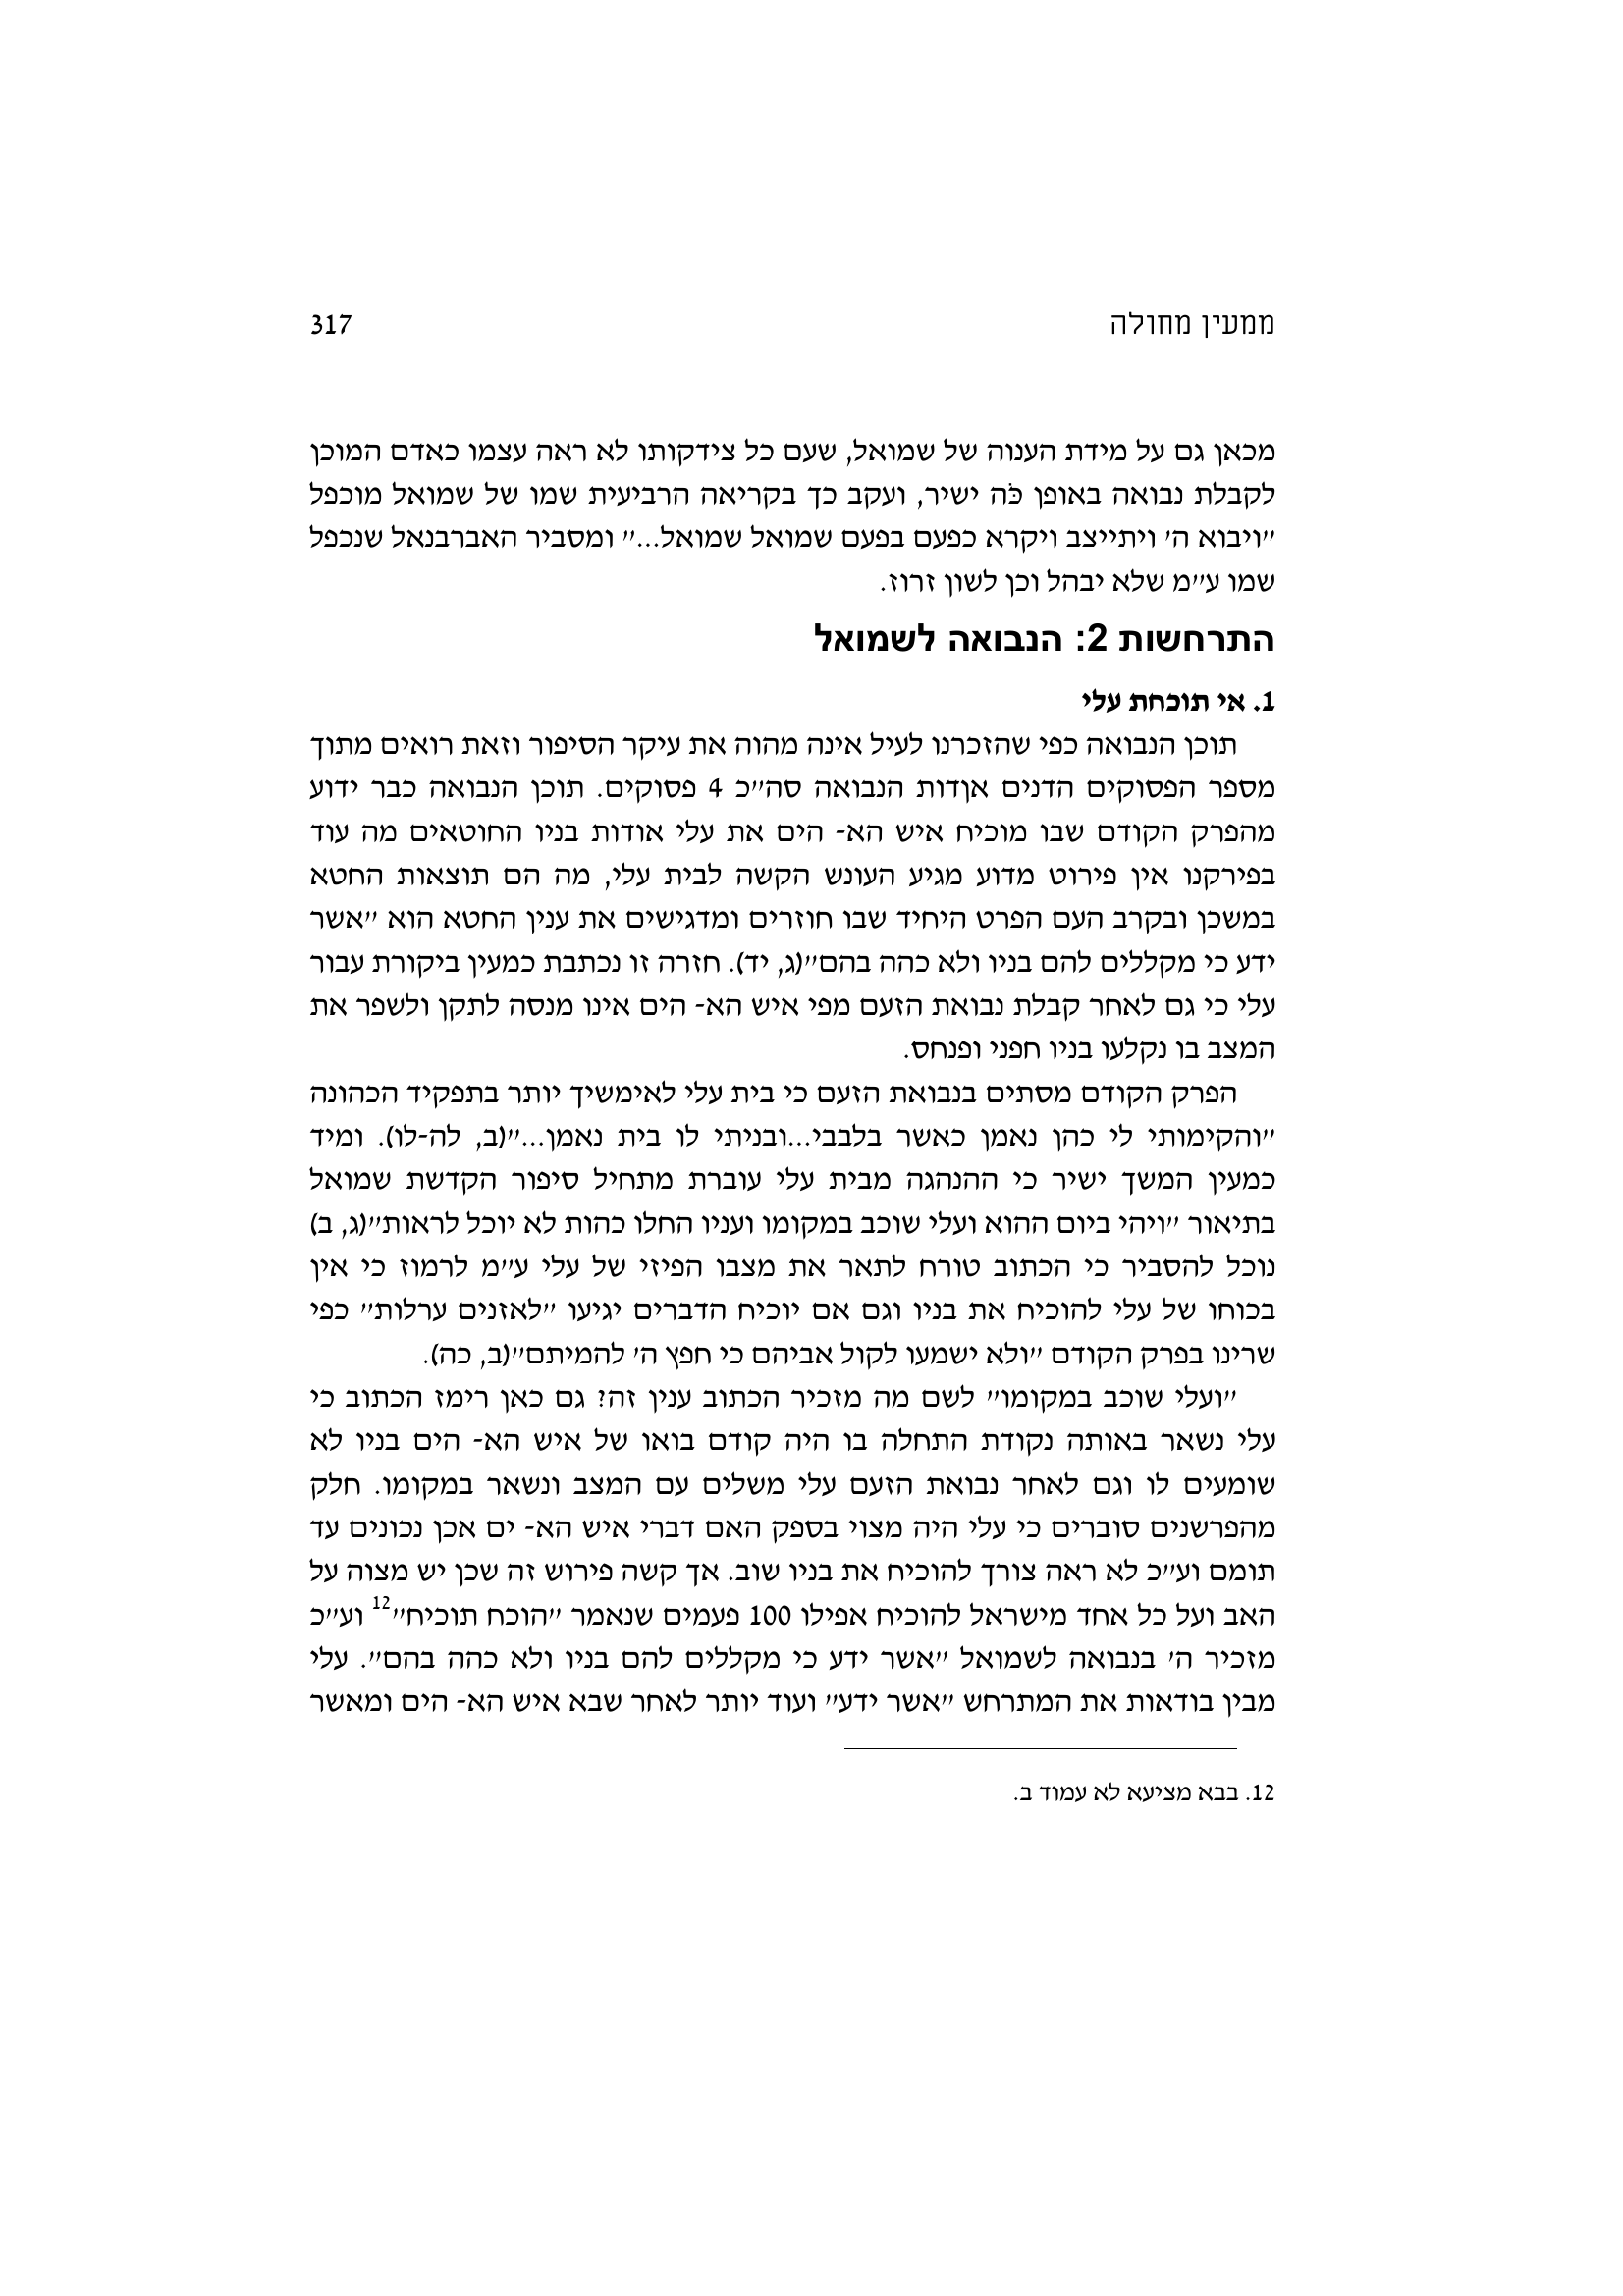 ממעין מחולה 317
מכאן גם על מידת הענוה של שמואל, שעם כל צידקותו לא ראה עצמו כאדם המוכן
לקבלת נבואה באופן כֹּה ישיר, ועקב כך בקריאה הרביעית שמו של שמואל מוכפל
"ויבוא ה' ויתייצב ויקרא כפעם בפעם שמואל שמואל..." ומסביר האברבנאל שנכפל
שמו ע"מ שלא יבהל וכן לשון זרוז.
התרחשות 2: הנבואה לשמואל
1. אי תוכחת עלי
תוכן הנבואה כפי שהזכרנו לעיל אינה מהוה את עיקר הסיפור וזאת רואים מתוך
מספר הפסוקים הדנים אןדות הנבואה סה"כ 4 פסוקים. תוכן הנבואה כבר ידוע
מהפרק הקודם שבו מוכיח איש הא- הים את עלי אודות בניו החוטאים מה עוד
בפירקנו אין פירוט מדוע מגיע העונש הקשה לבית עלי, מה הם תוצאות החטא
במשכן ובקרב העם הפרט היחיד שבו חוזרים ומדגישים את ענין החטא הוא "אשר
ידע כי מקללים להם בניו ולא כהה בהם"(ג, יד). חזרה זו נכתבת כמעין ביקורת עבור
עלי כי גם לאחר קבלת נבואת הזעם מפי איש הא- הים אינו מנסה לתקן ולשפר את
המצב בו נקלעו בניו חפני ופנחס.
הפרק הקודם מסתים בנבואת הזעם כי בית עלי לאימשיך יותר בתפקיד הכהונה
"והקימותי לי כהן נאמן כאשר בלבבי...ובניתי לו בית נאמן..."(ב, לה-לו). ומיד
כמעין המשך ישיר כי ההנהגה מבית עלי עוברת מתחיל סיפור הקדשת שמואל
בתיאור "ויהי ביום ההוא ועלי שוכב במקומו ועניו החלו כהות לא יוכל לראות"(ג, ב)
נוכל להסביר כי הכתוב טורח לתאר את מצבו הפיזי של עלי ע"מ לרמוז כי אין
בכוחו של עלי להוכיח את בניו וגם אם יוכיח הדברים יגיעו "לאזנים ערלות" כפי
שרינו בפרק הקודם "ולא ישמעו לקול אביהם כי חפץ ה' להמיתם"(ב, כה).
"ועלי שוכב במקומו" לשם מה מזכיר הכתוב ענין זה? גם כאן רימז הכתוב כי
עלי נשאר באותה נקודת התחלה בו היה קודם בואו של איש הא- הים בניו לא
שומעים לו וגם לאחר נבואת הזעם עלי משלים עם המצב ונשאר במקומו. חלק
מהפרשנים סוברים כי עלי היה מצוי בספק האם דברי איש הא- ים אכן נכונים עד
תומם וע"כ לא ראה צורך להוכיח את בניו שוב. אך קשה פירוש זה שכן יש מצוה על
האב ועל כל אחד מישראל להוכיח אפילו 100 פעמים שנאמר "הוכח תוכיח"12 וע"כ
מזכיר ה' בנבואה לשמואל "אשר ידע כי מקללים להם בניו ולא כהה בהם". עלי
מבין בודאות את המתרחש "אשר ידע" ועוד יותר לאחר שבא איש הא- הים ומאשר
12. בבא מציעא לא עמוד ב.